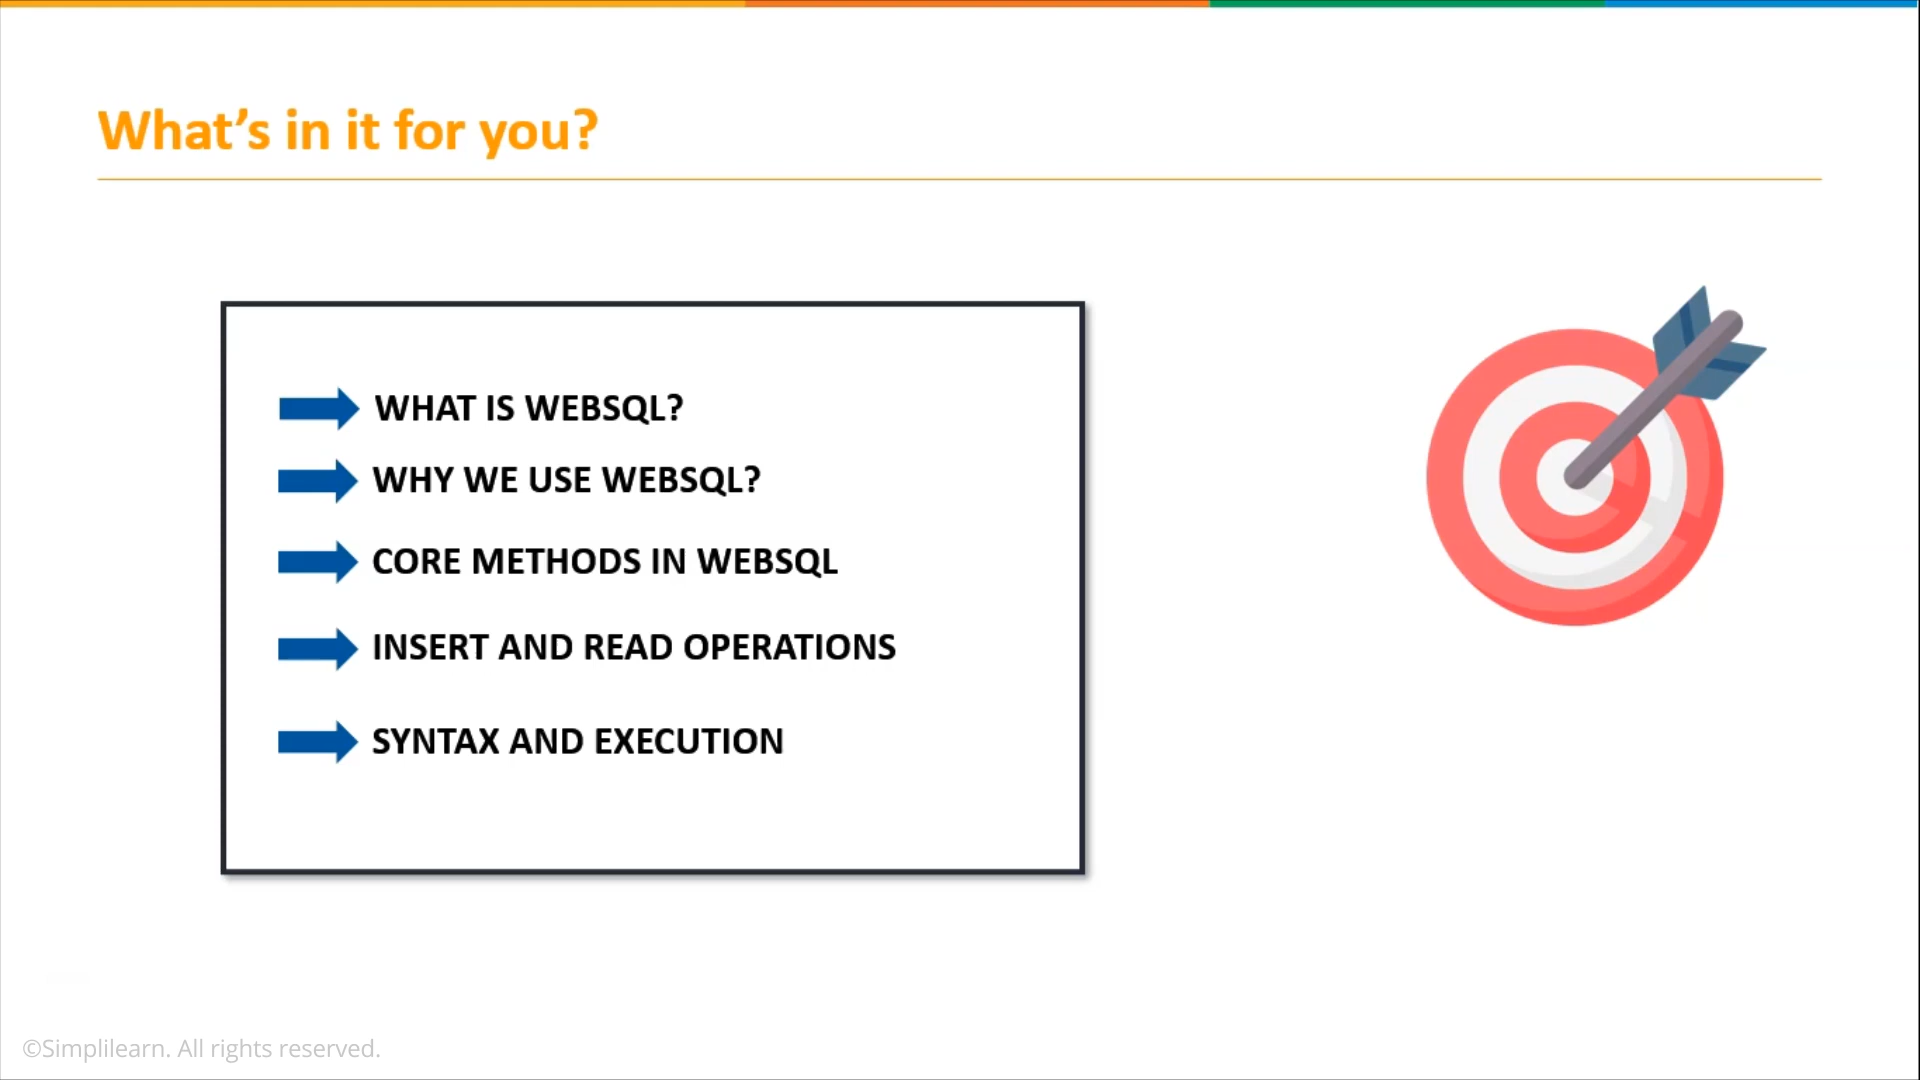 What’s in it for you?
WHAT IS WEBSQL?
WHY WE USE WEBSQL?
CORE METHODS IN WEBSQL
INSERT AND READ OPERATIONS
SYNTAX AND EXECUTION
©Simplilearn. All rights reserved.